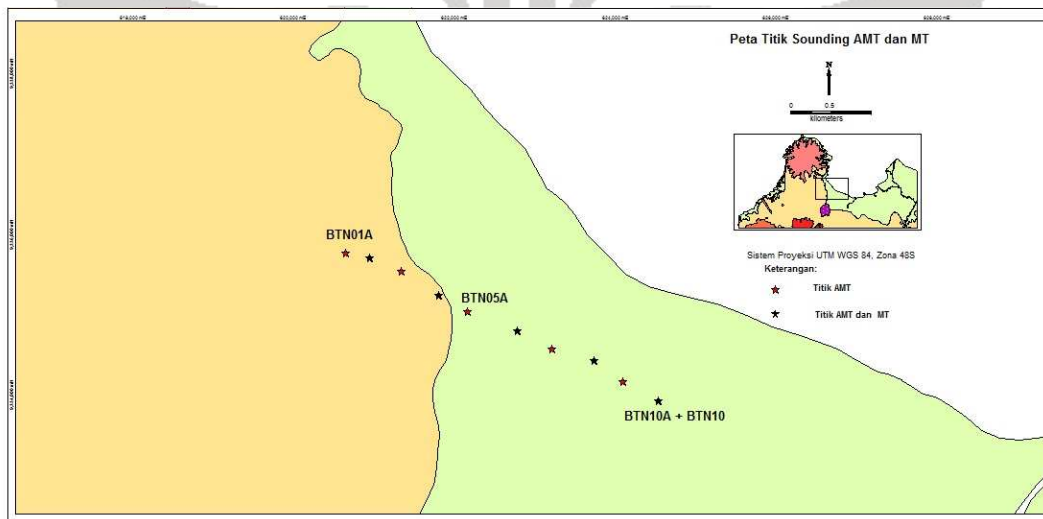 Peta Titik Sounding AMT dan MT
N
0 0.5
kilometers
Sistem Proyeksi UTM WGS 84, Zona 48S
Keterangan:
Titik AMT
Titik AMT dan MT
BTN01A
BTN05A
BTN10A + BTN10